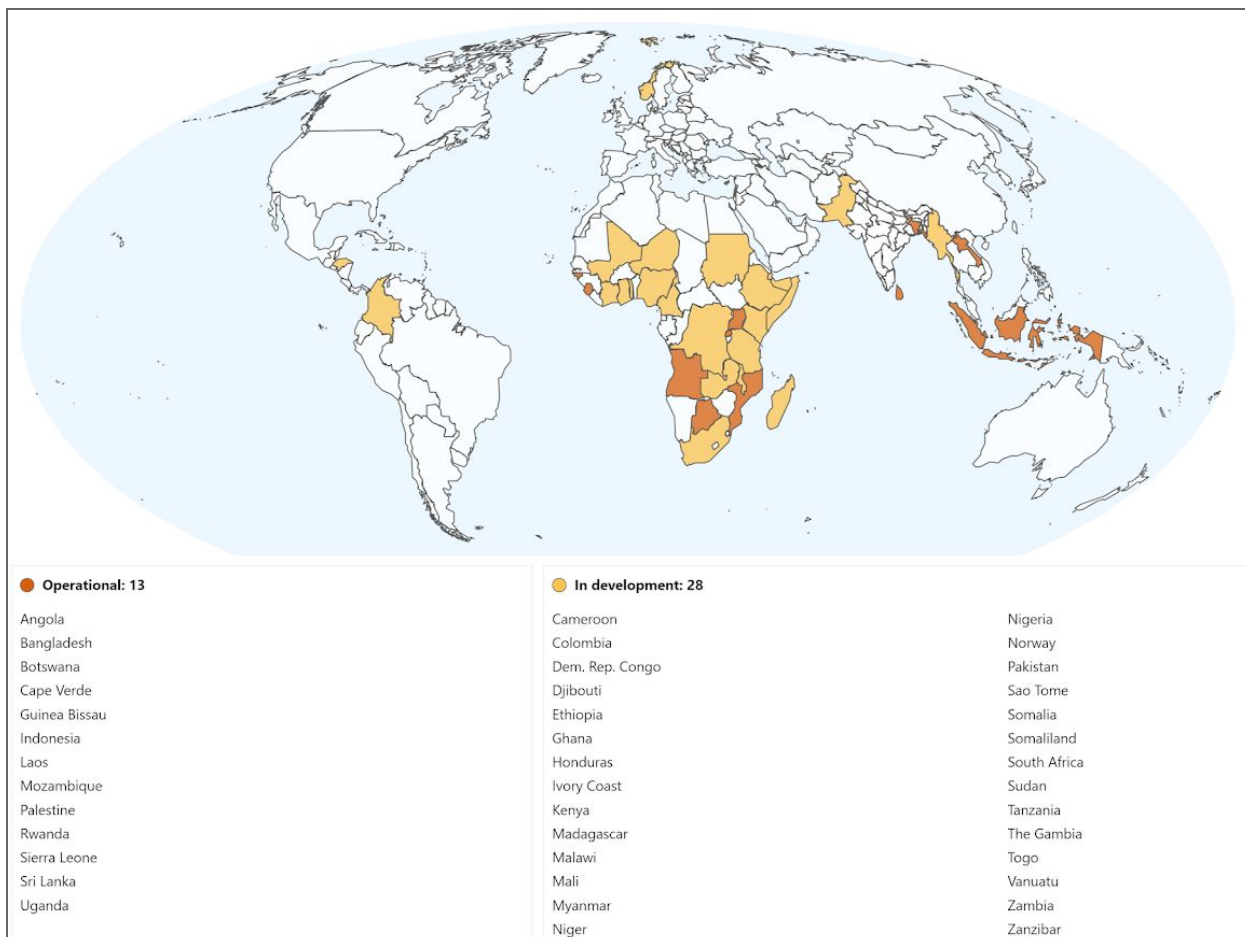 Operational: 13
Angola
Bangladesh
Botswana
Cape Verde
Guinea Bissau
Indonesia
Laos
Mozambique
Palestine
Rwanda
Sierra Leone
Sri Lanka
Uganda
In development: 28
Cameroon
Colombia
Dem. Rep. Congo
Djibouti
Ethiopia
Ghana
Honduras
Ivory Coast
Kenya
Madagascar
Malawi
Mali
Myanmar
Niger
Nigeria
Norway
Pakistan
Sao Tome
Somalia
Somaliland
South Africa
Sudan
Tanzania
The Gambia
Togo
Vanuatu
Zambia
Zanzibar